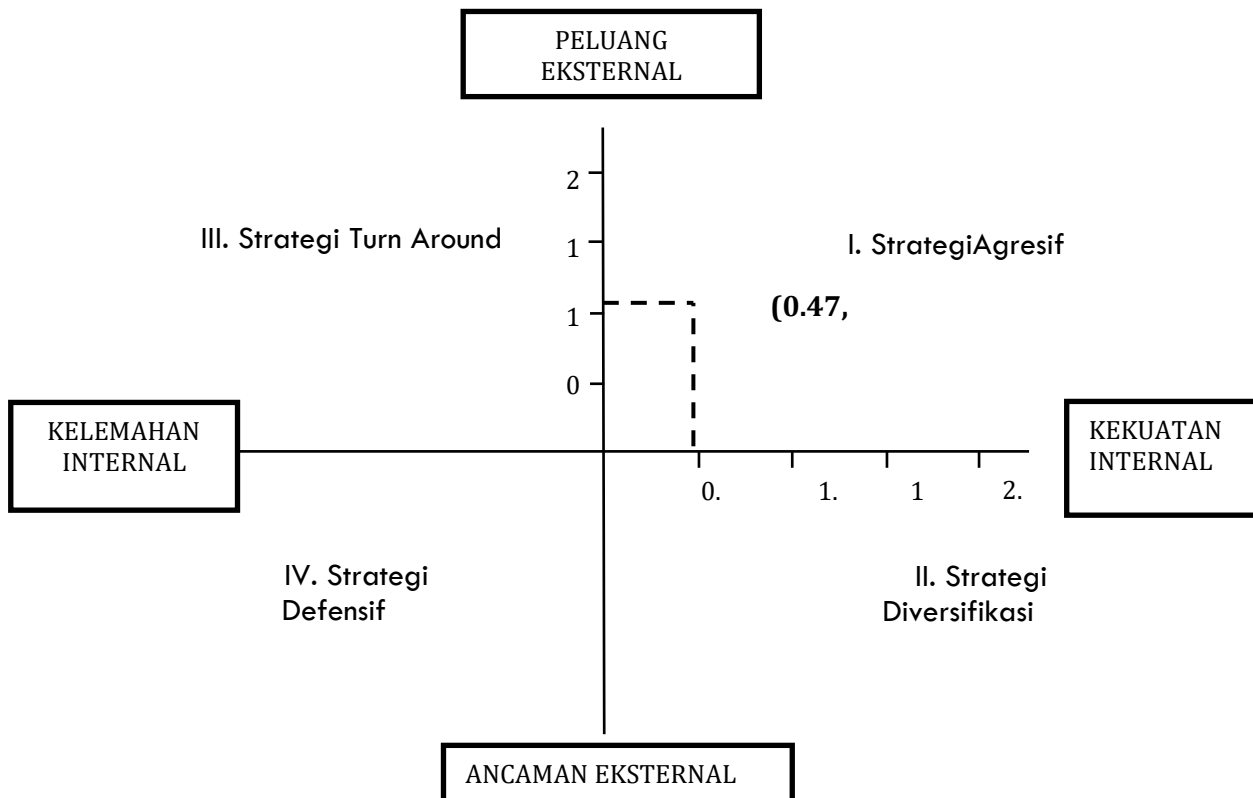 PELUANG
EKSTERNAL
2
III. Strategi Turn Around
1
I. StrategiAgresif
1
(0.47,
0
KELEMAHAN
INTERNAL
KEKUATAN
INTERNAL
0.
1.
1
2.
IV. Strategi
Defensif
II. Strategi
Diversifikasi
ANCAMAN EKSTERNAL